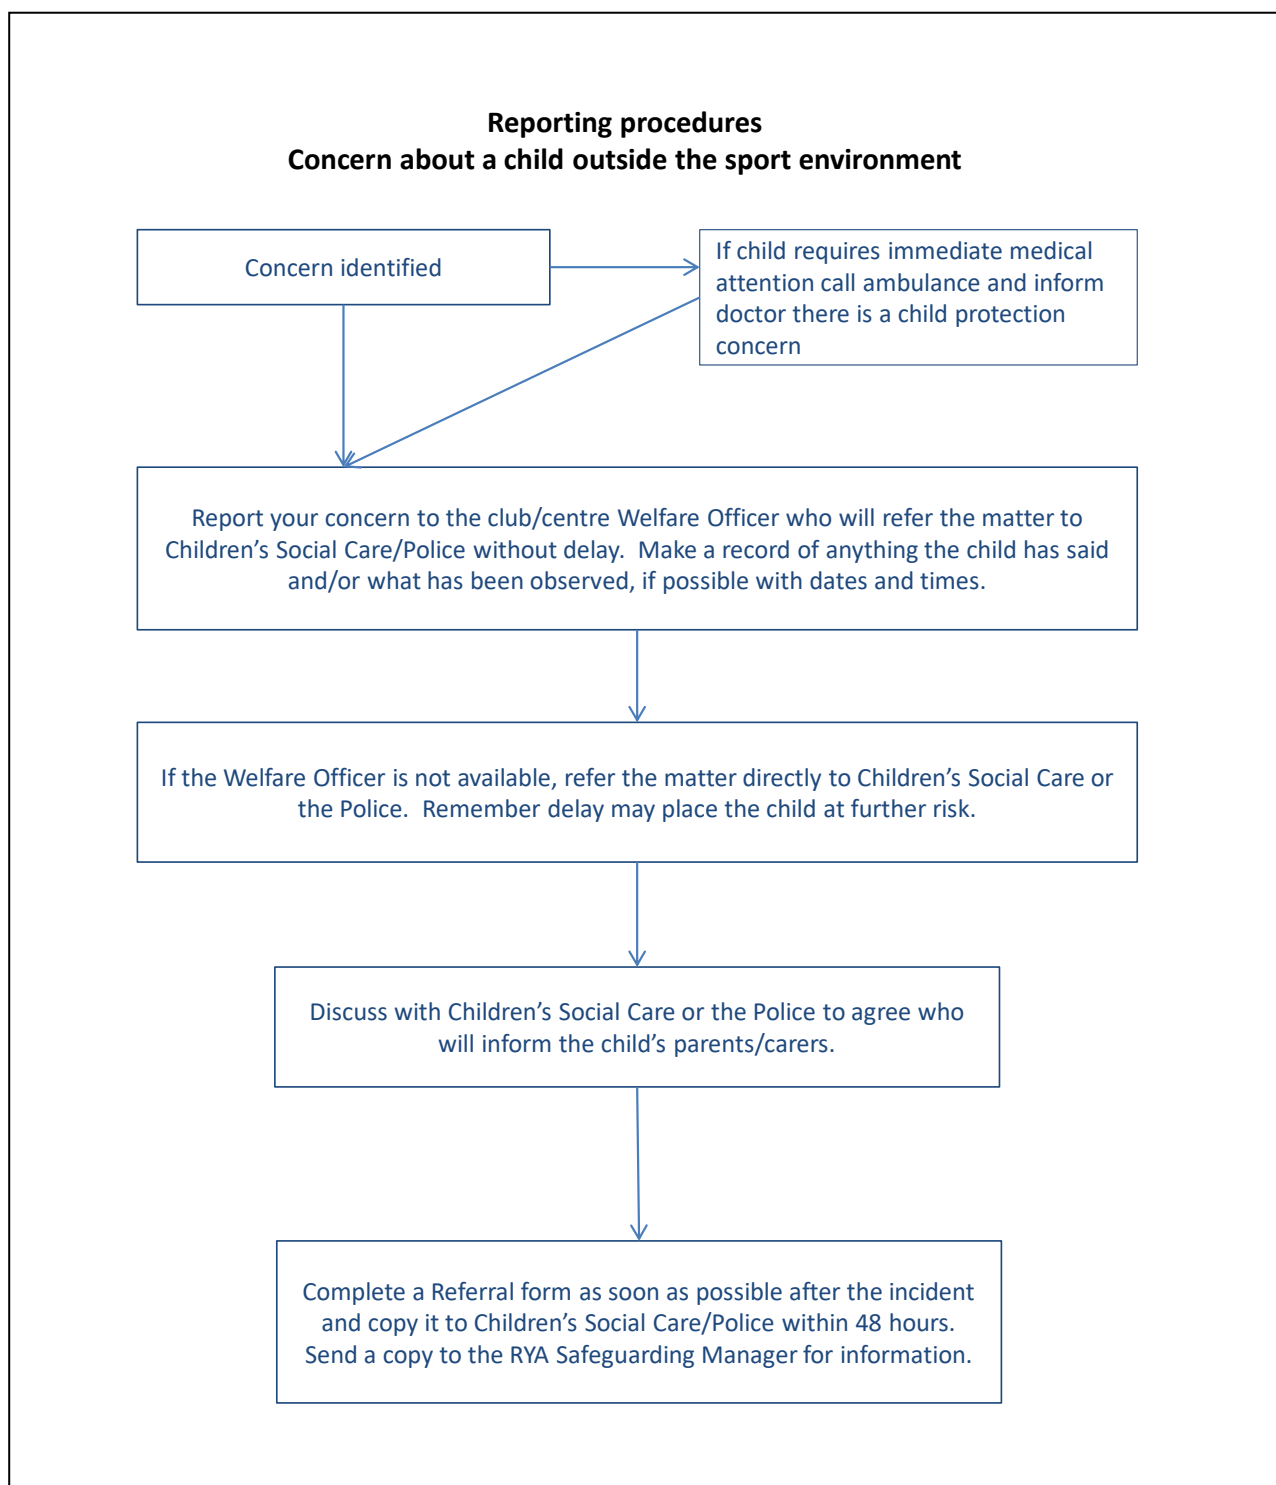 Reporting procedures
Concern about a child outside the sport environment
Concern identified
If child requires immediate medical
attention call ambulance and inform
doctor there is a child protection
concern
Report your concern to the club/centre Welfare Officer who will refer the matter to
Children’s Social Care/Police without delay.  Make a record of anything the child has said
and/or what has been observed, if possible with dates and times.
If the Welfare Officer is not available, refer the matter directly to Children’s Social Care or
the Police.  Remember delay may place the child at further risk.
Discuss with Children’s Social Care or the Police to agree who
will inform the child’s parents/carers.
Complete a Referral form as soon as possible after the incident
and copy it to Children’s Social Care/Police within 48 hours.
Send a copy to the RYA Safeguarding Manager for information.